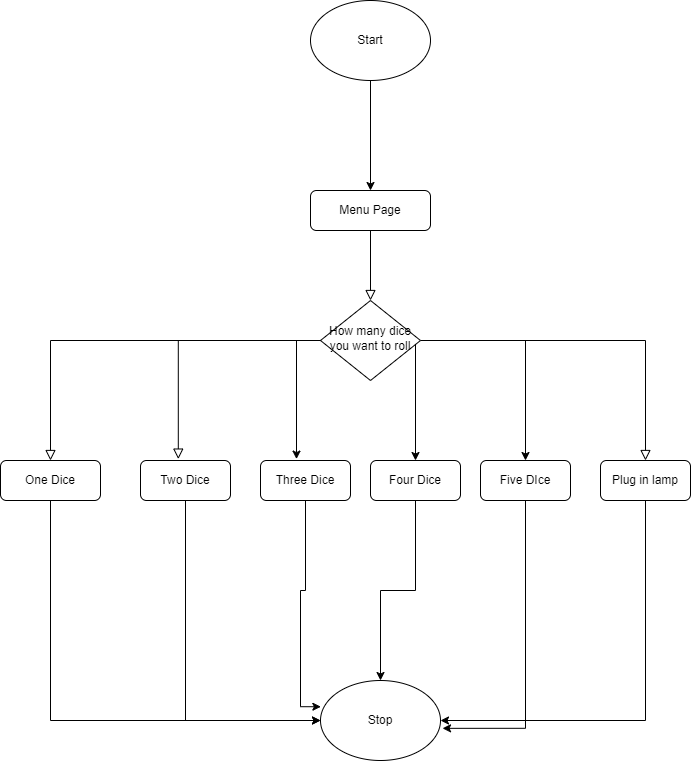 Start
Menu Page
How many dice
you want to roll
One Dice
Two Dice
Three Dice
Four Dice
Five DIce
Plug in lamp
Stop